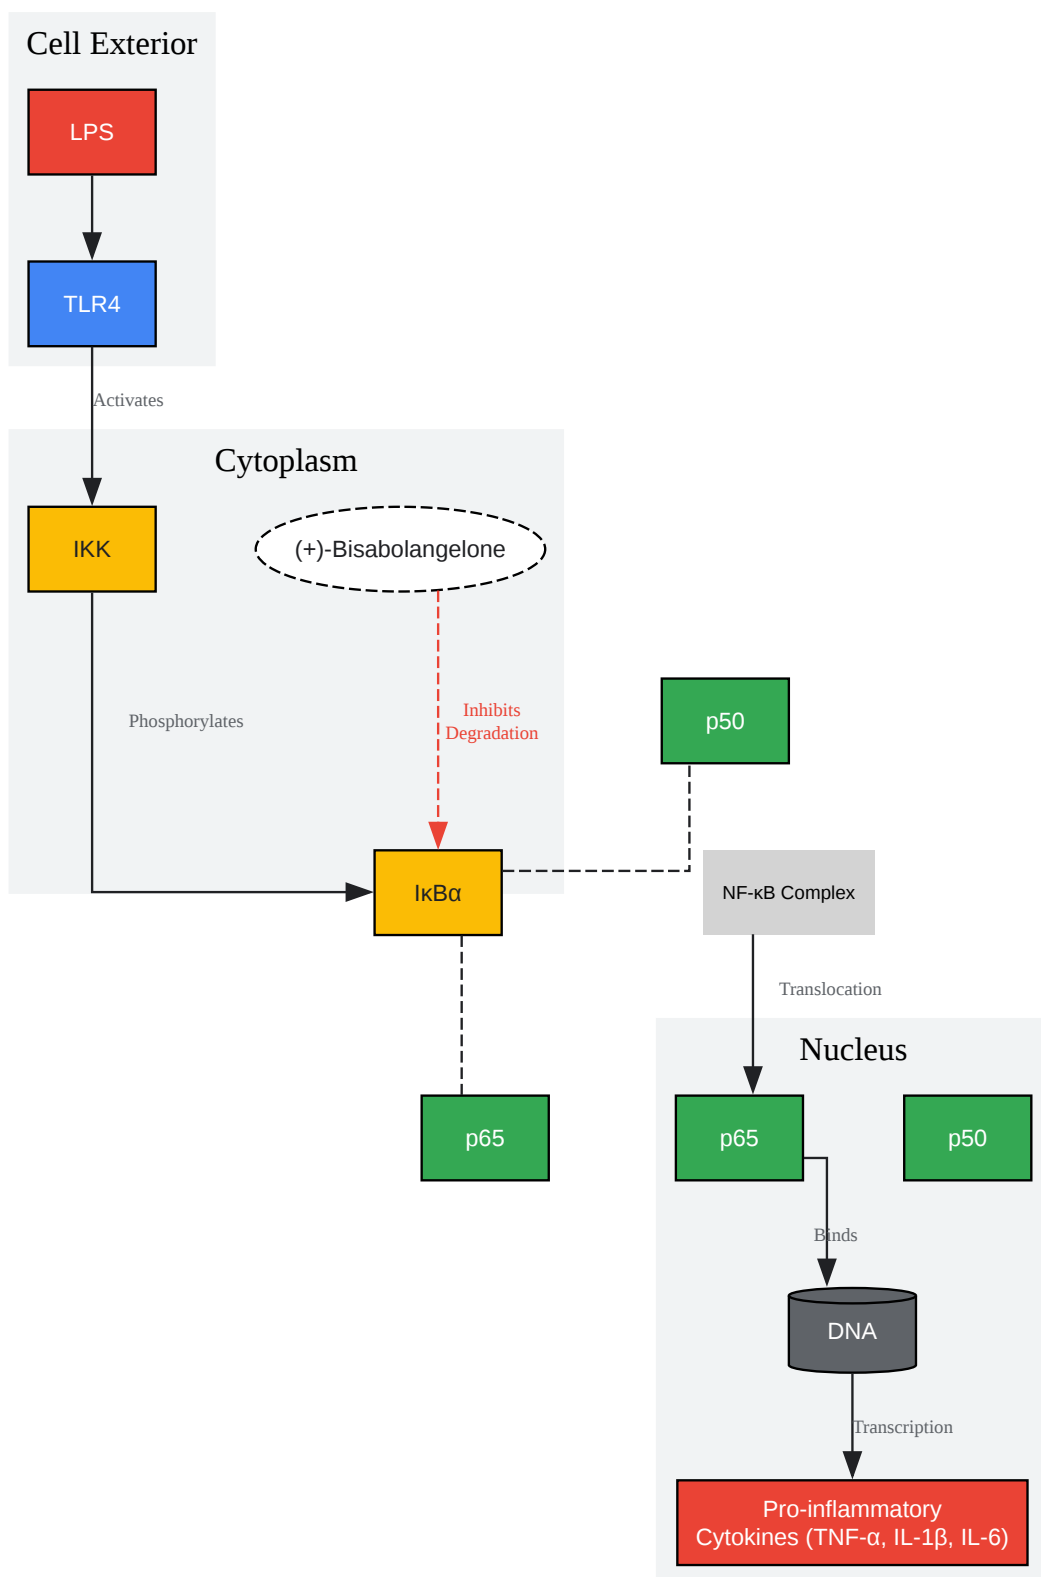 Cell Exterior
LPS
TLR4
Activates
Cytoplasm
IKK
(+)-Bisabolangelone
Phosphorylates
Inhibits
Degradation
p50
IκBα
NF-κB Complex
Translocation
Nucleus
p65
p65
p50
Binds
DNA
Transcription
Pro-inflammatory
Cytokines (TNF-α, IL-1β, IL-6)